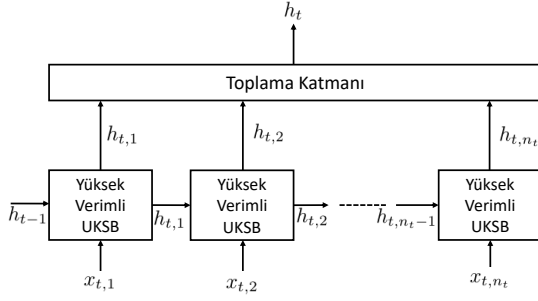 h_t
Toplama Katmanı
h_{t,1}
h_{t,2}
h_{t,n_t}
Yüksek
Verimli
UKSB
Yüksek
Verimli
UKSB
Yüksek
Verimli
UKSB
h_{t-1}
h_{t,1}
h_{t,2}
h_{t,n_t-1}
x_{t,1}
x_{t,2}
x_{t,n_t}